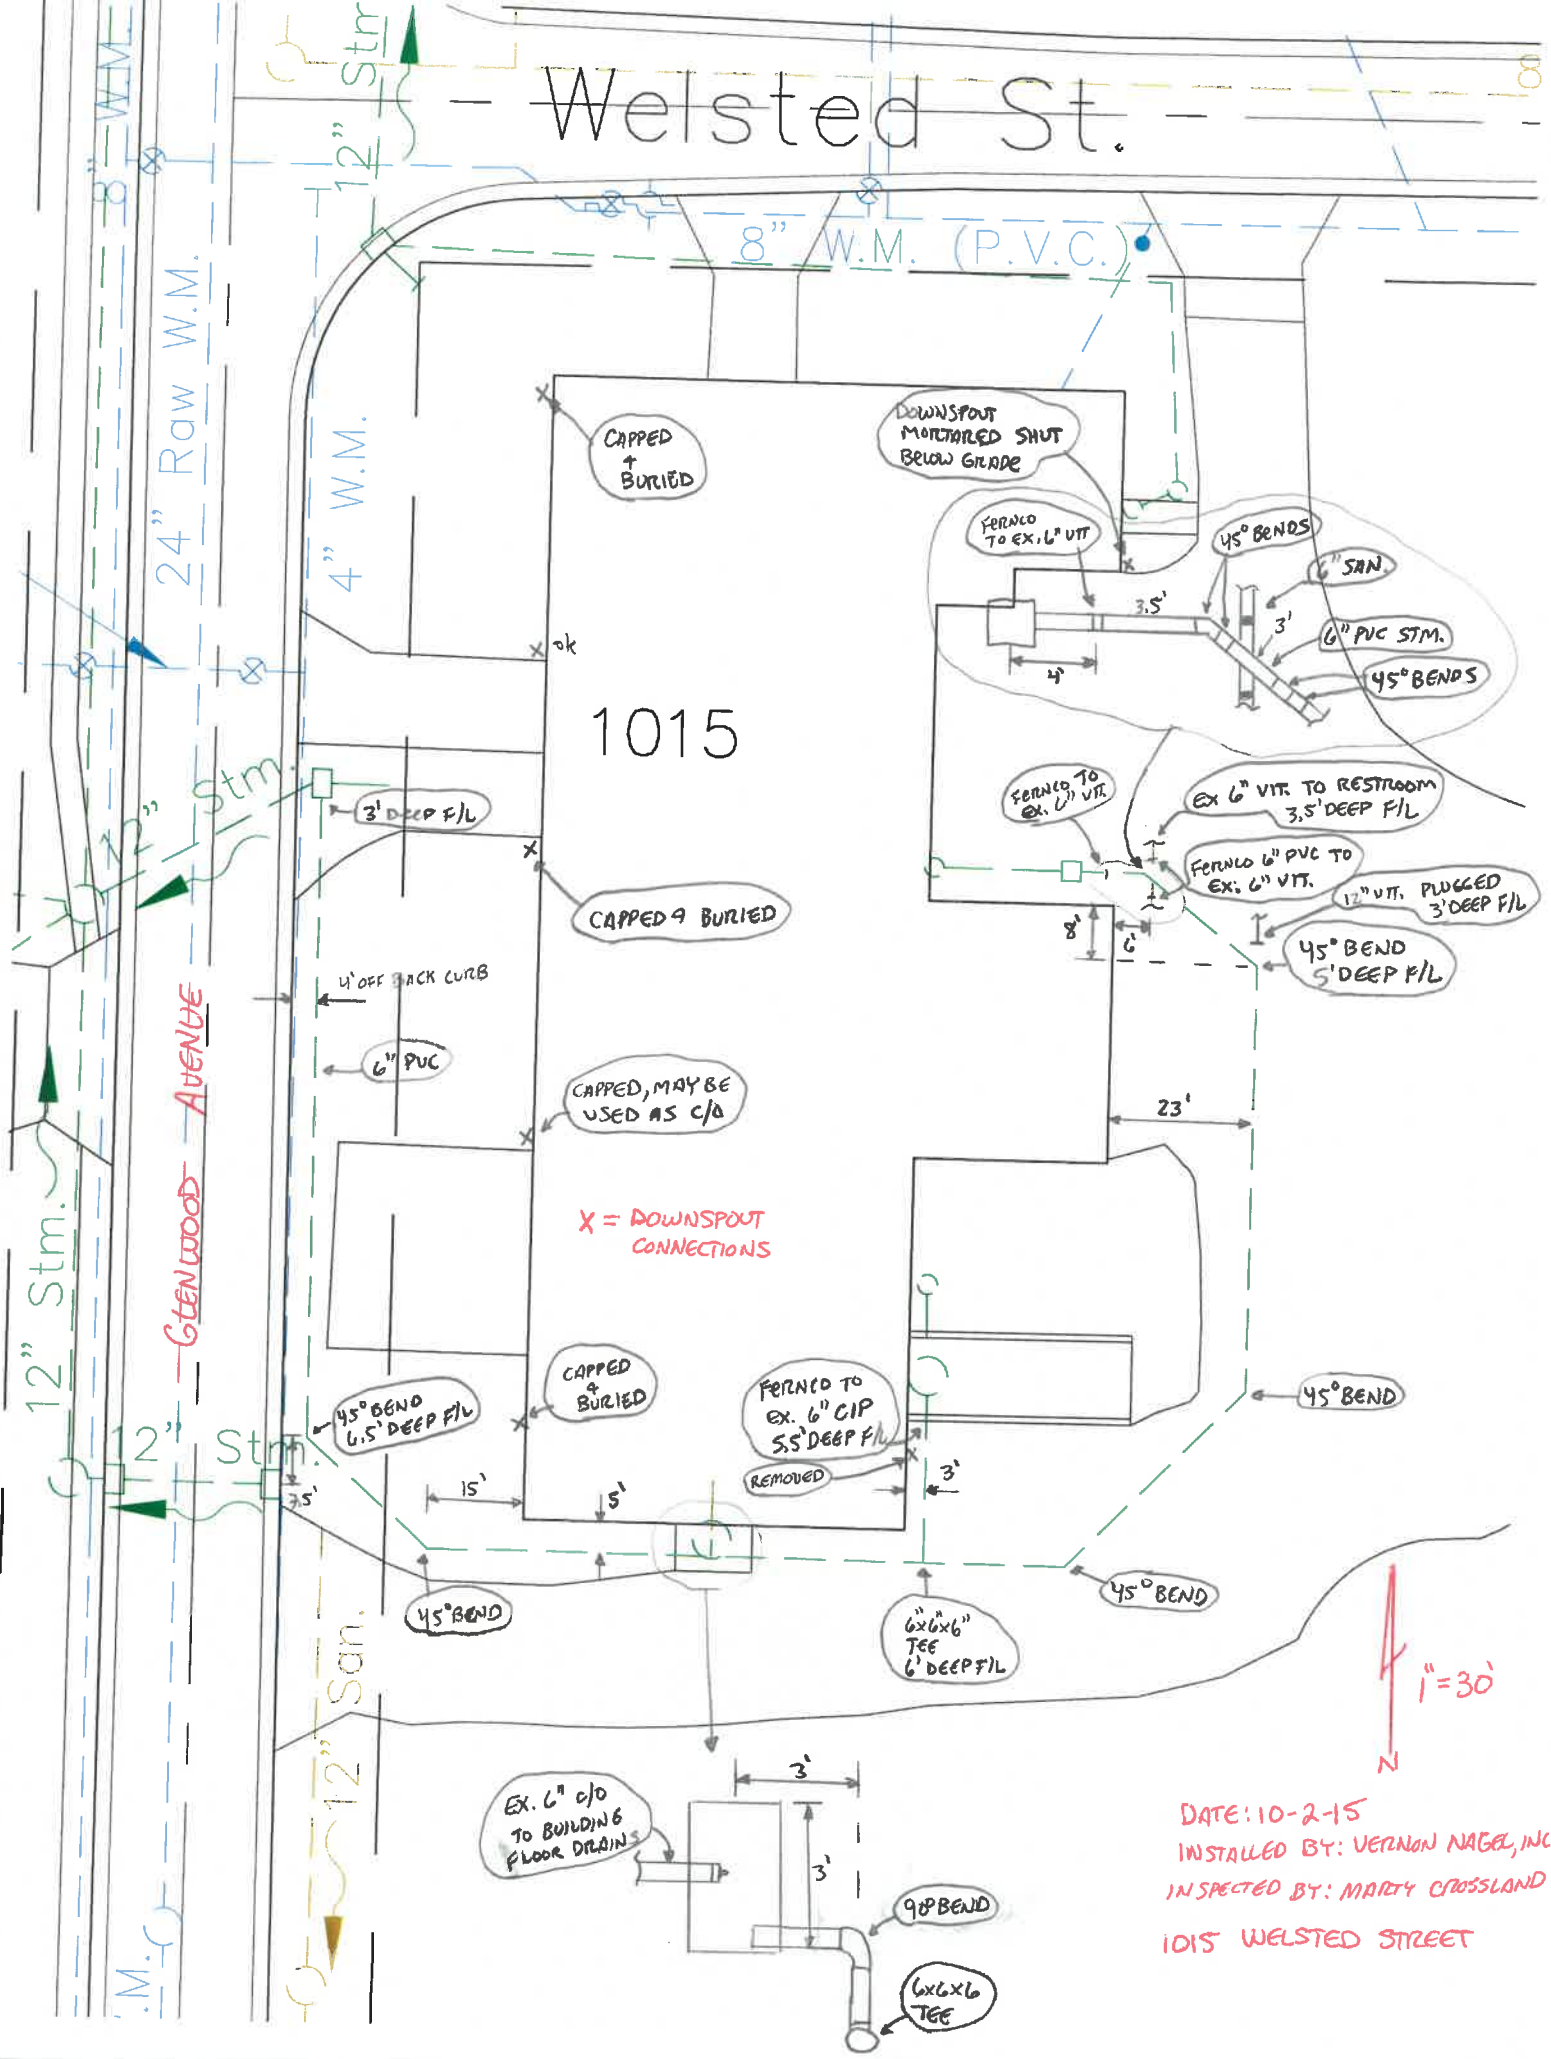 Welsted St.
8" W.M.
12" Stm
24" Raw W.M.
4" W.M.
8" W.M. (P.V.C.)
8
CAPPED
+
BURIED
DOWNSPOUT
MORTARED SHUT
BELOW GRADE
FERNCO
TO EX. 6" VIT
45° BENDS
6" SAN.
3.5'
3'
6" PVC STM.
45° BENDS
4'
ok
1015
12" Stm.
3' DEEP F/L
FERNCO TO
EX. 6" VIT.
EX 6" VIT. TO RESTROOM
3.5' DEEP F/L
FERNCO 6" PVC TO
EX. 6" VIT.
12" VIT. PLUGGED
3' DEEP F/L
CAPPED & BURIED
8'
6'
45° BEND
5' DEEP F/L
4' OFF BACK CURB
6" PVC
GLENWOOD AVENUE
CAPPED, MAY BE
USED AS C/O
23'
X = DOWNSPOUT
CONNECTIONS
12" Stm.
CAPPED
&
BURIED
FERNCO TO
EX. 6" CIP
5.5' DEEP F/L
45° BEND
45° BEND
6.5' DEEP F/L
12" Stm.
REMOVED
3'
7.5'
15'
5'
45° BEND
45° BEND
6x6x6"
TEE
6' DEEP F/L
12" San.
1"=30'
N
3'
EX. 6" C/O
TO BUILDING
FLOOR DRAINS
3'
90° BEND
6x6x6
TEE
.M.
DATE: 10-2-15
INSTALLED BY: VERNON NAGEL, INC
INSPECTED BY: MARTY CROSSLAND
1015 WELSTED STREET